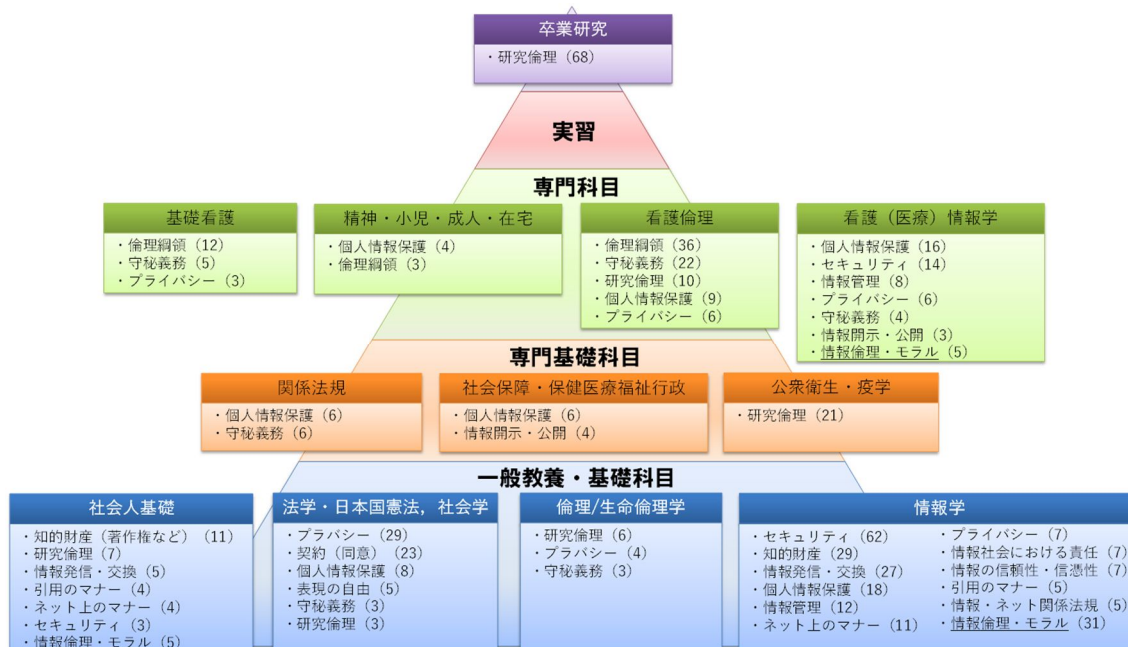 卒業研究
・研究倫理（68）
実習
専門科目
基礎看護
・倫理綱領（12）
・守秘義務（5）
・プライバシー（3）
精神・小児・成人・在宅
・個人情報保護（4）
・倫理綱領（3）
看護倫理
・倫理綱領（36）
・守秘義務（22）
・研究倫理（10）
・個人情報保護（9）
・プライバシー（6）
看護（医療）情報学
・個人情報保護（16）
・セキュリティ（14）
・情報管理（8）
・プライバシー（6）
・守秘義務（4）
・情報開示・公開（3）
・情報倫理・モラル（5）
専門基礎科目
関係法規
・個人情報保護（6）
・守秘義務（6）
社会保障・保健医療福祉行政
・個人情報保護（6）
・情報開示・公開（4）
公衆衛生・疫学
・研究倫理（21）
一般教養・基礎科目
社会人基礎
・知的財産（著作権など）（11）
・研究倫理（7）
・情報発信・交換（5）
・引用のマナー（4）
・ネット上のマナー（4）
・セキュリティ（3）
・情報倫理・モラル（5）
法学・日本国憲法，社会学
・プラバシー（29）
・契約（同意）（23）
・個人情報保護（8）
・表現の自由（5）
・守秘義務（3）
・研究倫理（3）
倫理/生命倫理学
・研究倫理（6）
・プラバシー（4）
・守秘義務（3）
情報学
・セキュリティ（62）
・知的財産（29）
・情報発信・交換（27）
・個人情報保護（18）
・情報管理（12）
・ネット上のマナー（11）
・プライバシー（7）
・情報社会における責任（7）
・情報の信頼性・信憑性（7）
・引用のマナー（5）
・情報・ネット関係法規（5）
・情報倫理・モラル（31）